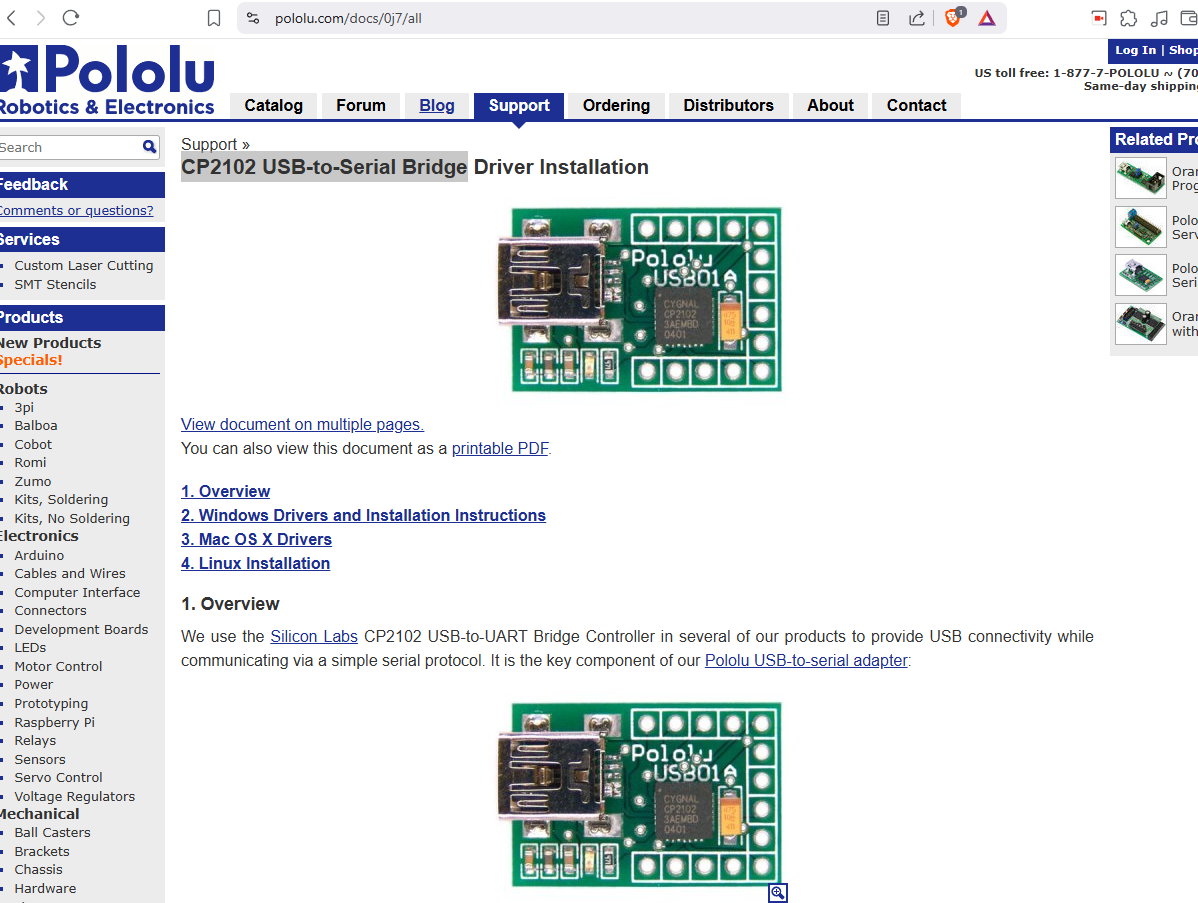 pololu.com/docs/0j7/all
1
Pololu
Robotics & Electronics
Log In | Shop
US toll free: 1-877-7-POLOLU ~ (70
Same-day shipping
Catalog
Forum
Blog
Support
Ordering
Distributors
About
Contact
Search
Feedback
Comments or questions?
Services
Custom Laser Cutting
SMT Stencils
Products
New Products
Specials!
Robots
3pi
Balboa
Cobot
Romi
Zumo
Kits, Soldering
Kits, No Soldering
Electronics
Arduino
Cables and Wires
Computer Interface
Connectors
Development Boards
LEDs
Motor Control
Power
Prototyping
Raspberry Pi
Relays
Sensors
Servo Control
Voltage Regulators
Mechanical
Ball Casters
Brackets
Chassis
Hardware
Support »
CP2102 USB-to-Serial Bridge Driver Installation
Pololu
USB01A
CYGNAL
CP2102
3AEMBD
0401
View document on multiple pages.
You can also view this document as a printable PDF.
1. Overview
2. Windows Drivers and Installation Instructions
3. Mac OS X Drivers
4. Linux Installation
1. Overview
We use the Silicon Labs CP2102 USB-to-UART Bridge Controller in several of our products to provide USB connectivity while
communicating via a simple serial protocol. It is the key component of our Pololu USB-to-serial adapter:
Pololu
USB01A
CYGNAL
CP2102
3AEMBD
0401
Related Pro
Oran
Prog
Polo
Serv
Polo
Seri
Oran
with